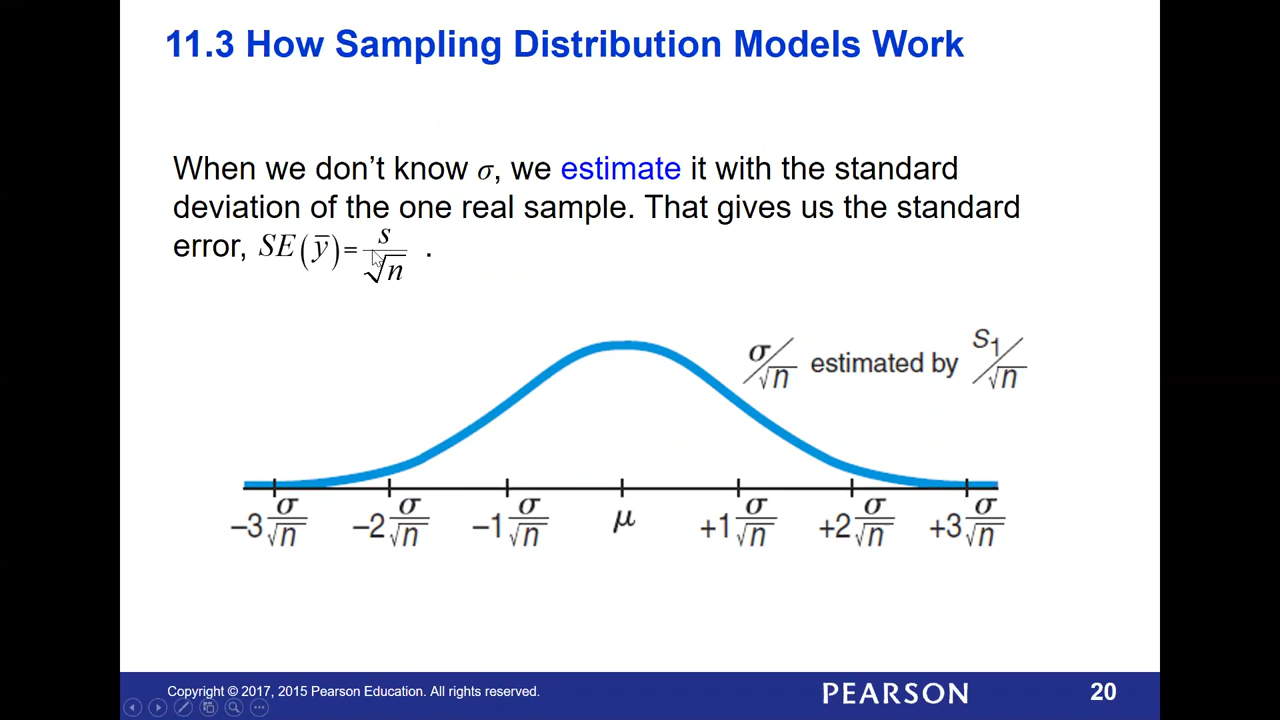 11.3 How Sampling Distribution Models Work
When we don’t know σ, we estimate it with the standard
deviation of the one real sample. That gives us the standard
error, SE(ȳ) = s/√n .
σ/√n estimated by S₁/√n
–3 σ/√n –2 σ/√n –1 σ/√n μ +1 σ/√n +2 σ/√n +3 σ/√n
Copyright © 2017, 2015 Pearson Education. All rights reserved. PEARSON 20